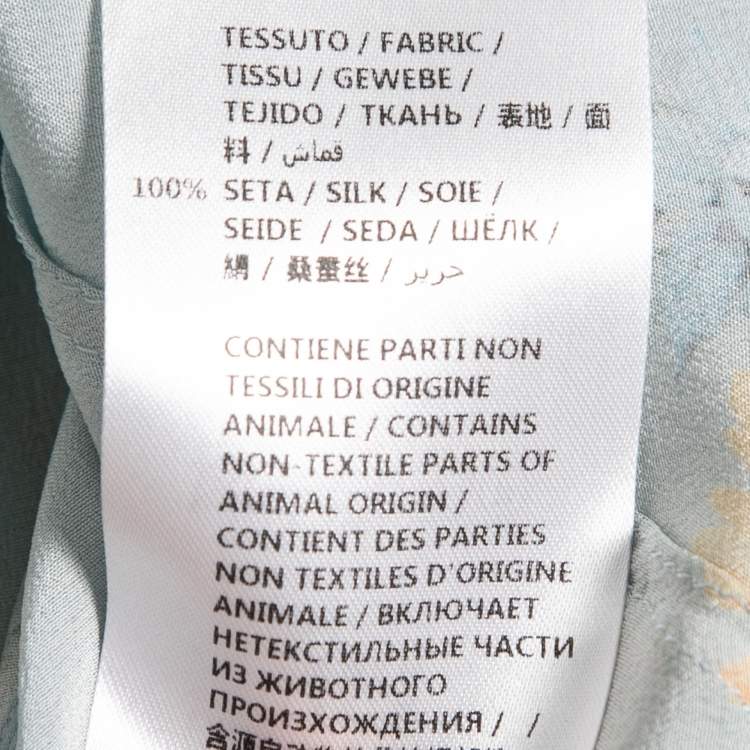 TESSUTO / FABRIC /
TISSU / GEWEBE /
TEJIDO / ТКАНЬ / 表地 / 面
料 / قماش
100% SETA / SILK / SOIE /
SEIDE / SEDA / ШЁЛК /
絹 / 桑蚕丝 / حرير
CONTIENE PARTI NON
TESSILI DI ORIGINE
ANIMALE / CONTAINS
NON-TEXTILE PARTS OF
ANIMAL ORIGIN /
CONTIENT DES PARTIES
NON TEXTILES D'ORIGINE
ANIMALE / ВКЛЮЧАЕТ
НЕТЕКСТИЛЬНЫЕ ЧАСТИ
ИЗ ЖИВОТНОГО
ПРОИЗХОЖДЕНИЯ / /